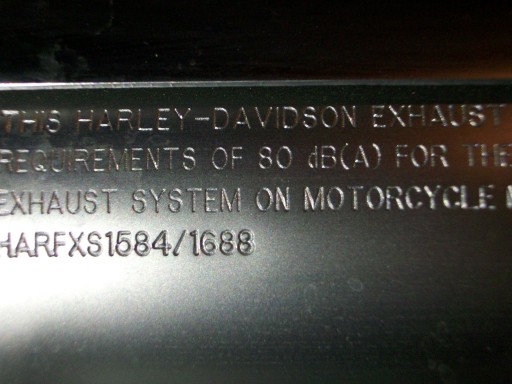 THIS HARLEY-DAVIDSON EXHAUST
REQUIREMENTS OF 80 dB(A) FOR THE
EXHAUST SYSTEM ON MOTORCYCLE
HARFXS1584/1688